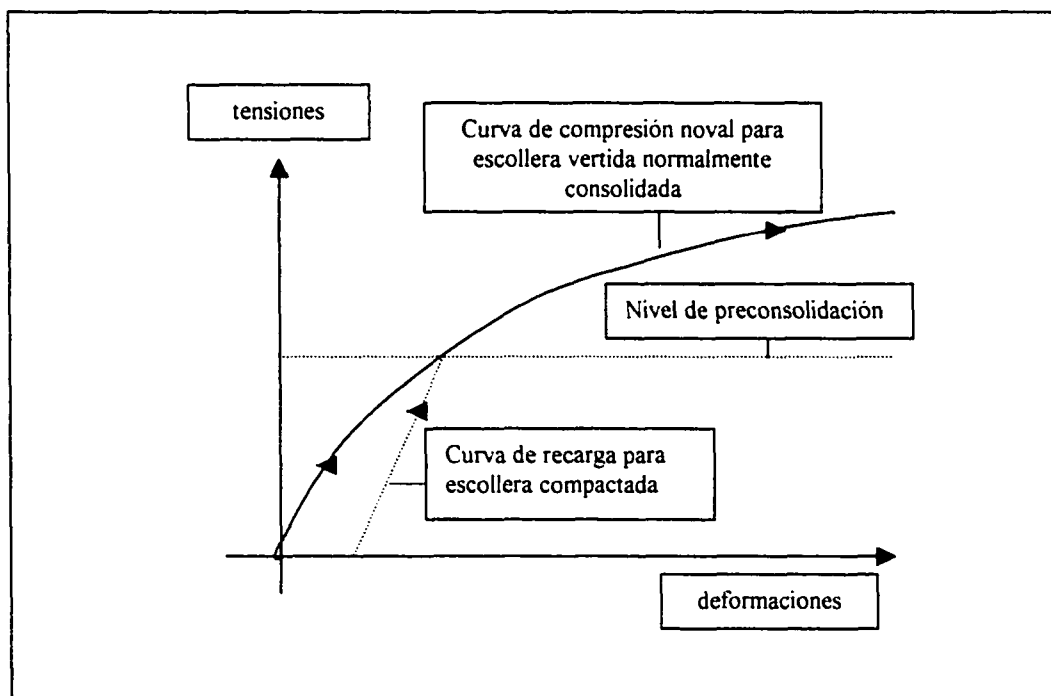 tensiones
Curva de compresión noval para
escollera vertida normalmente
consolidada
Nivel de preconsolidación
Curva de recarga para
escollera compactada
deformaciones